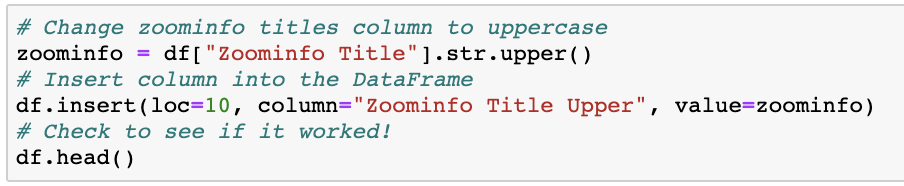 # Change zoominfo titles column to uppercase
zoominfo = df["Zoominfo Title"].str.upper()
# Insert column into the DataFrame
df.insert(loc=10, column="Zoominfo Title Upper", value=zoominfo)
# Check to see if it worked!
df.head()